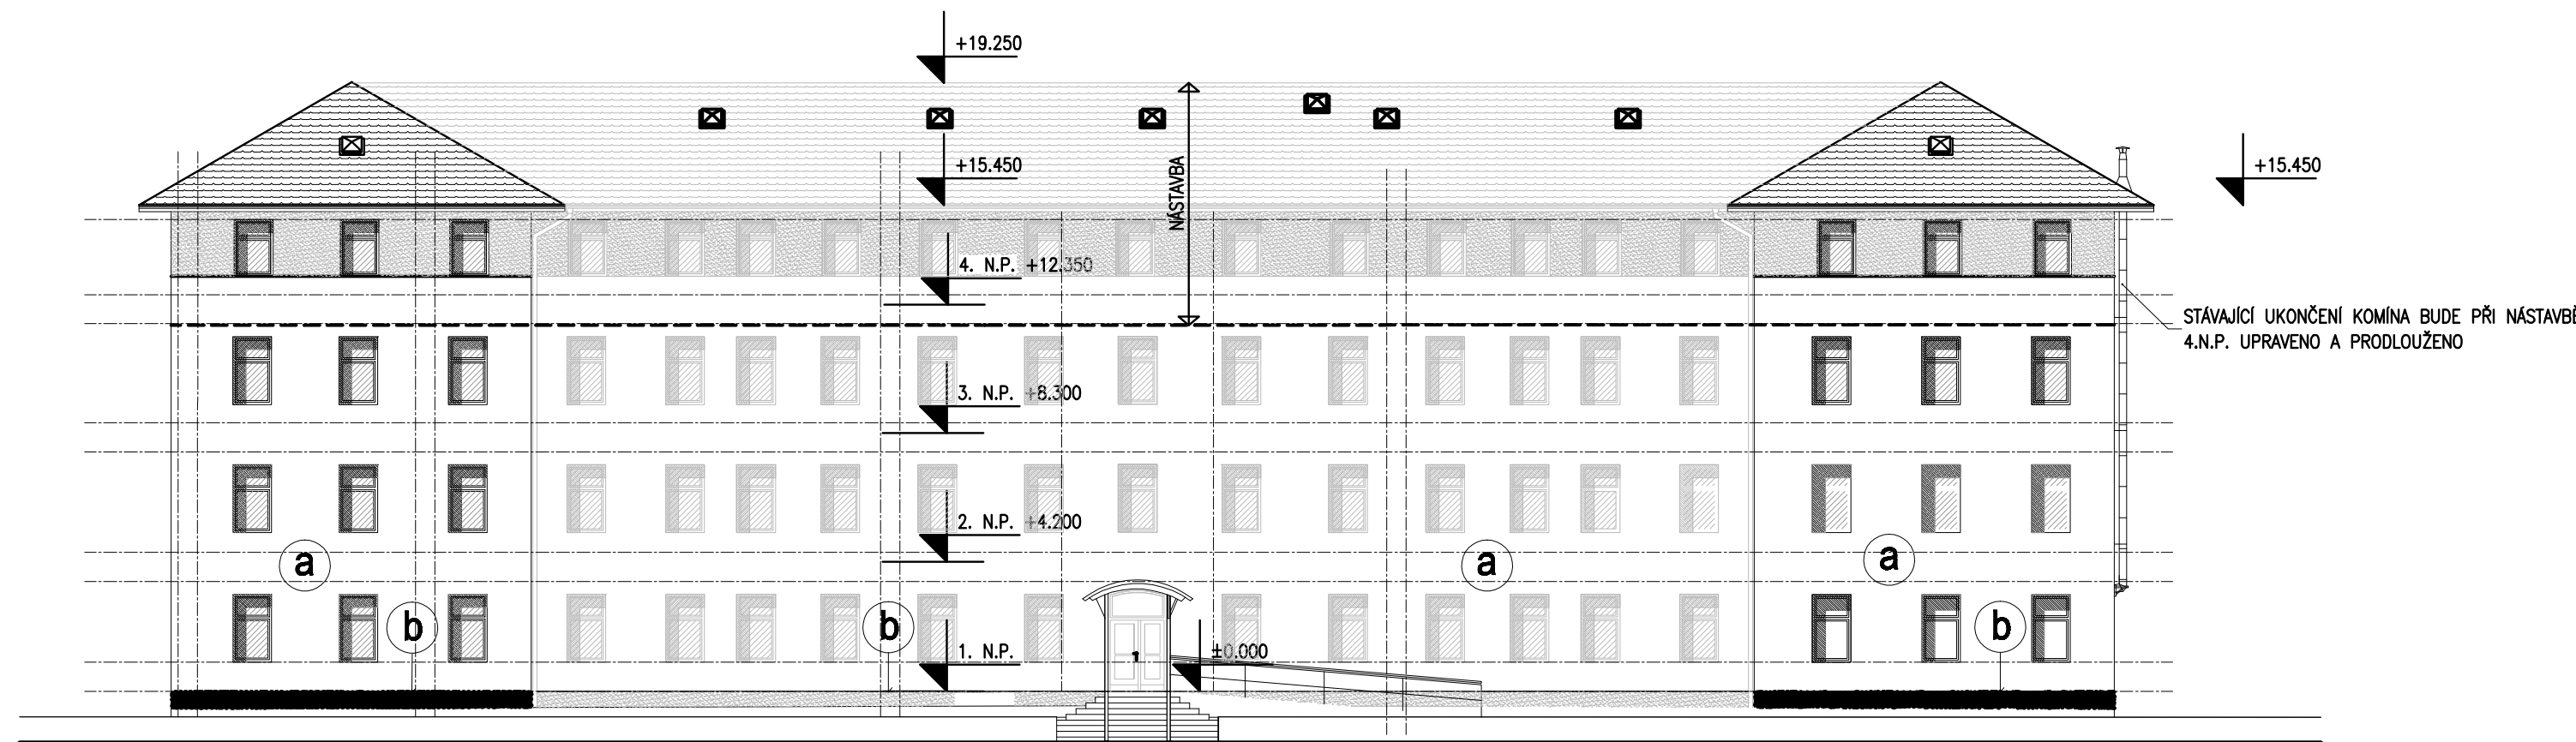 +19.250
+15.450
+15.450
NÁSTAVBA
4. N.P. +12.350
STÁVAJÍCÍ UKONČENÍ KOMÍNA BUDE PŘI NÁSTAVBĚ
4.N.P. UPRAVENO A PRODLOUŽENO
3. N.P. +8.300
2. N.P. +4.200
a
a
a
b
b
b
1. N.P.
±0.000
1